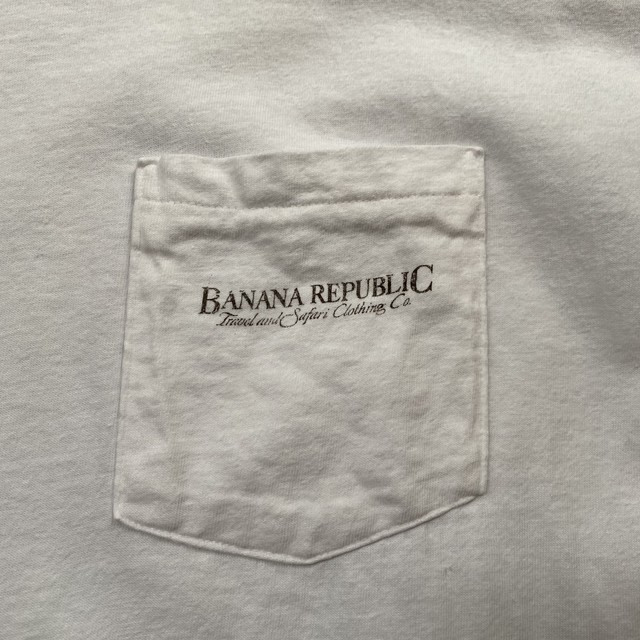 BANANA REPUBLIC
Travel and Safari Clothing Co.